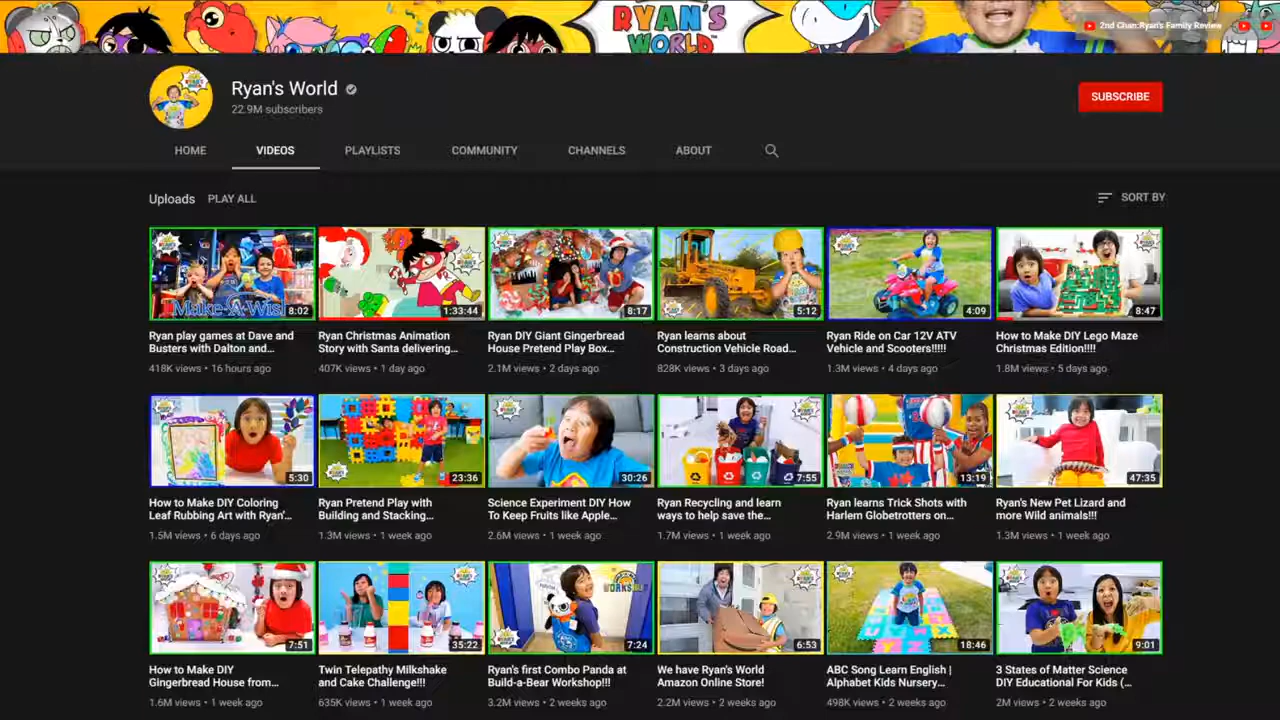 RYAN'S
WORLD
2nd Chan:Ryan's Family Review
Ryan's World
22.9M subscribers
SUBSCRIBE
HOME VIDEOS PLAYLISTS COMMUNITY CHANNELS ABOUT
Uploads PLAY ALL SORT BY
Make-A-Wish
8:02 1:33:44 8:17 5:12 4:09 8:47
Ryan play games at Dave and Ryan Christmas Animation Ryan DIY Giant Gingerbread Ryan learns about Ryan Ride on Car 12V ATV How to Make DIY Lego Maze
Busters with Dalton and... Story with Santa delivering... House Pretend Play Box... Construction Vehicle Road... Vehicle and Scooters!!!!! Christmas Edition!!!!
418K views • 16 hours ago 407K views • 1 day ago 2.1M views • 2 days ago 828K views • 3 days ago 1.3M views • 4 days ago 1.8M views • 5 days ago
5:30 23:36 30:26 7:55 13:19 47:35
How to Make DIY Coloring Ryan Pretend Play with Science Experiment DIY How Ryan Recycling and learn Ryan learns Trick Shots with Ryan's New Pet Lizard and
Leaf Rubbing Art with Ryan'... Building and Stacking... To Keep Fruits like Apple... ways to help save the... Harlem Globetrotters on... more Wild animals!!!
1.5M views • 6 days ago 1.3M views • 1 week ago 2.6M views • 1 week ago 1.7M views • 1 week ago 2.9M views • 1 week ago 1.3M views • 1 week ago
7:51 35:22 7:24 6:53 18:46 9:01
How to Make DIY Twin Telepathy Milkshake Ryan's first Combo Panda at We have Ryan's World ABC Song Learn English | 3 States of Matter Science
Gingerbread House from... and Cake Challenge!!! Build-a-Bear Workshop!!! Amazon Online Store! Alphabet Kids Nursery... DIY Educational For Kids (...
1.6M views • 1 week ago 635K views • 1 week ago 3.2M views • 2 weeks ago 2.2M views • 2 weeks ago 498K views • 2 weeks ago 2M views • 2 weeks ago